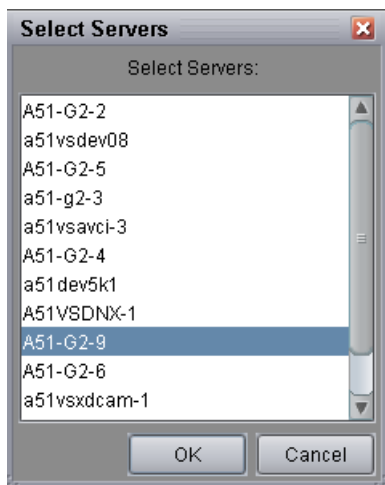 Select Servers
Select Servers:
A51-G2-2
a51vsdev08
A51-G2-5
a51-g2-3
a51vsavci-3
A51-G2-4
a51dev5k1
A51VSDNX-1
A51-G2-9
A51-G2-6
a51vsxdcam-1
OK Cancel